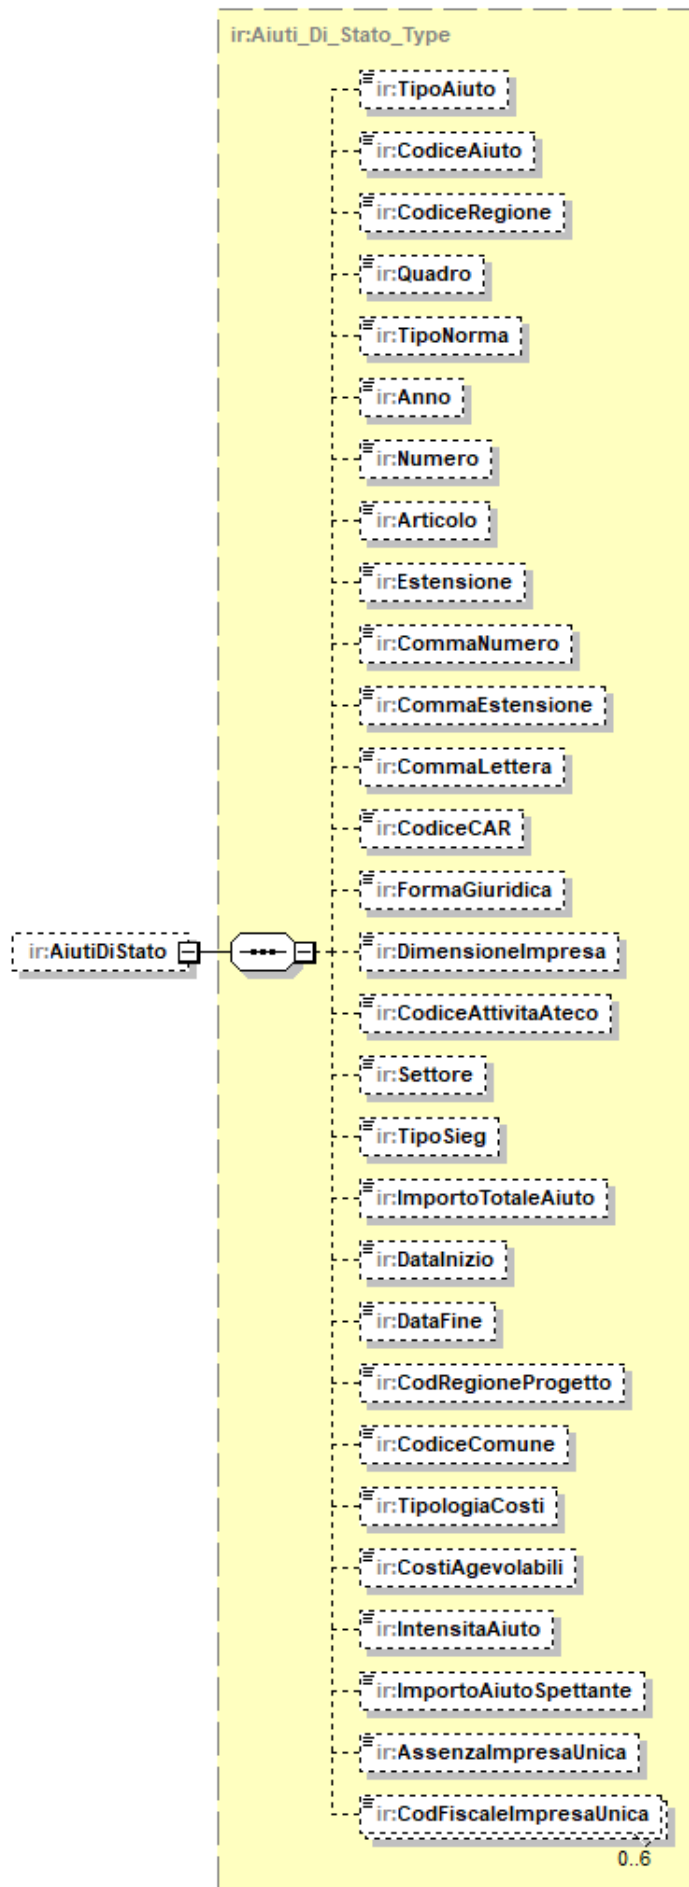 ir:Aiuti_Di_Stato_Type
ir:TipoAiuto
ir:CodiceAiuto
ir:CodiceRegione
ir:Quadro
ir:TipoNorma
ir:Anno
ir:Numero
ir:Articolo
ir:Estensione
ir:CommaNumero
ir:CommaEstensione
ir:CommaLettera
ir:CodiceCAR
ir:FormaGiuridica
ir:AiutiDiStato
ir:DimensioneImpresa
ir:CodiceAttivitaAteco
ir:Settore
ir:TipoSieg
ir:ImportoTotaleAiuto
ir:DataInizio
ir:DataFine
ir:CodRegioneProgetto
ir:CodiceComune
ir:TipologiaCosti
ir:CostiAgevolabili
ir:IntensitaAiuto
ir:ImportoAiutoSpettante
ir:AssenzaImpresaUnica
ir:CodFiscaleImpresaUnica
0..6